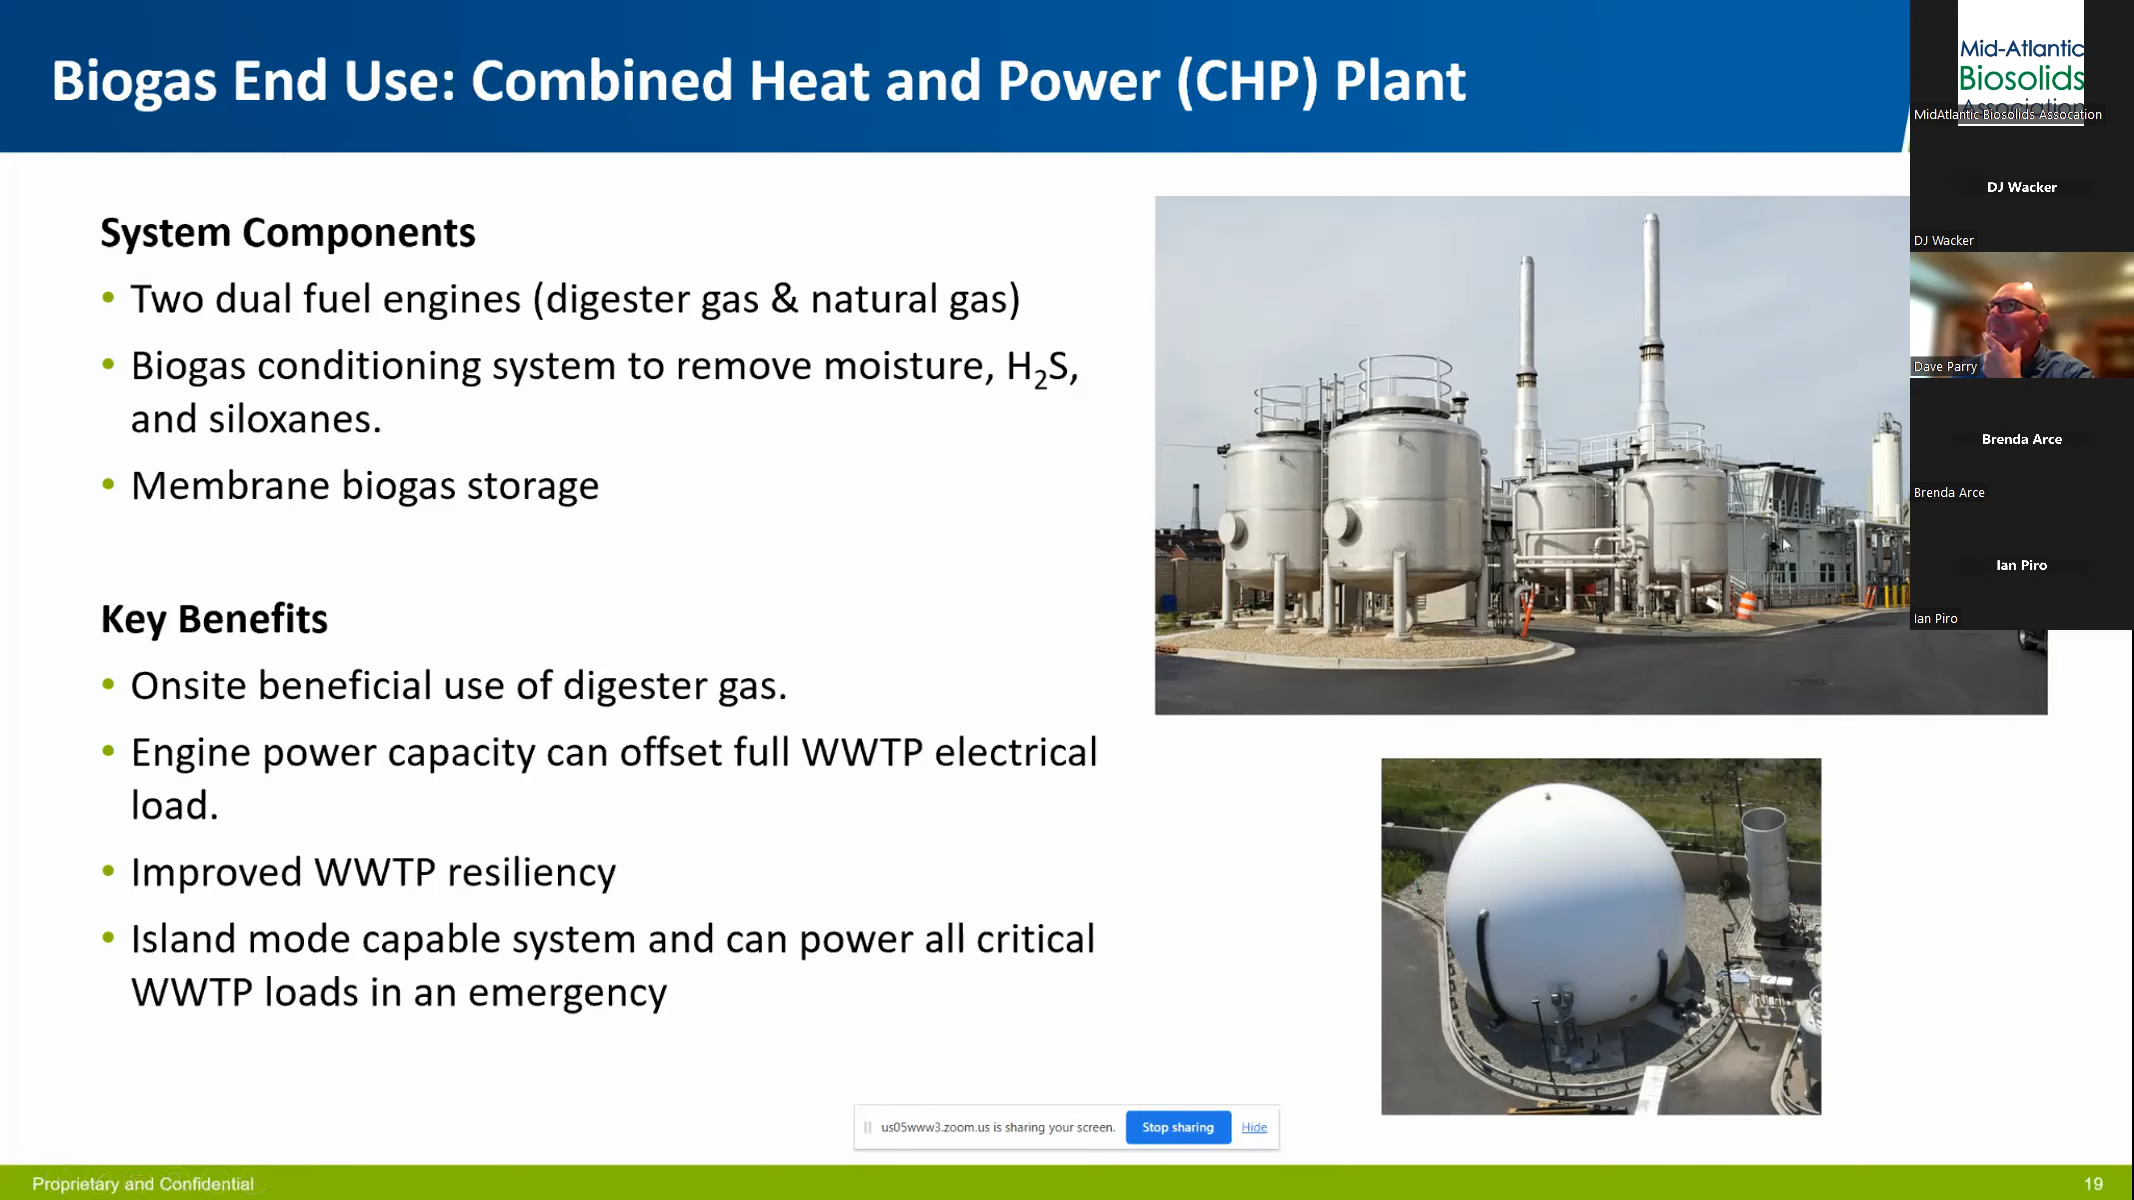 Biogas End Use: Combined Heat and Power (CHP) Plant
System Components
• Two dual fuel engines (digester gas & natural gas)
• Biogas conditioning system to remove moisture, H₂S,
and siloxanes.
• Membrane biogas storage
Key Benefits
• Onsite beneficial use of digester gas.
• Engine power capacity can offset full WWTP electrical
load.
• Improved WWTP resiliency
• Island mode capable system and can power all critical
WWTP loads in an emergency
Mid-Atlantic
Biosolids
Association
MidAtlantic Biosolids Assocation
DJ Wacker
DJ Wacker
Dave Parry
Brenda Arce
Brenda Arce
Ian Piro
Ian Piro
us05www3.zoom.us is sharing your screen.
Stop sharing
Hide
Proprietary and Confidential
19